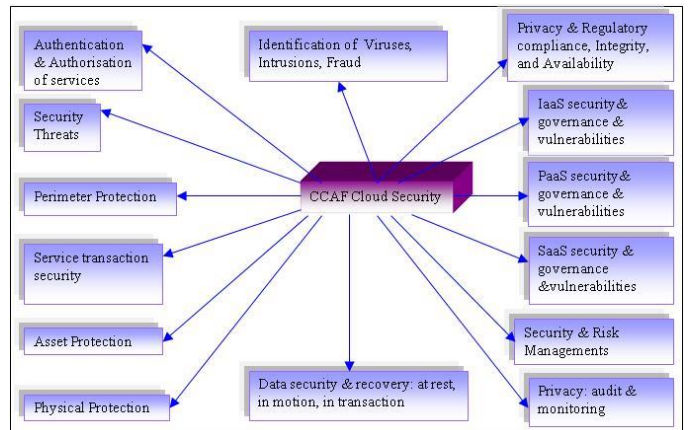 Authentication
& Authorisation
of services
Identification of Viruses,
Intrusions, Fraud
Privacy & Regulatory
compliance, Integrity,
and Availability
Security
Threats
IaaS security &
governance &
vulnerabilities
Perimeter Protection
CCAF Cloud Security
PaaS security &
governance &
vulnerabilities
Service transaction
security
SaaS security &
governance
&vulnerabilities
Asset Protection
Security & Risk
Managements
Physical Protection
Data security & recovery: at rest,
in motion, in transaction
Privacy: audit &
monitoring